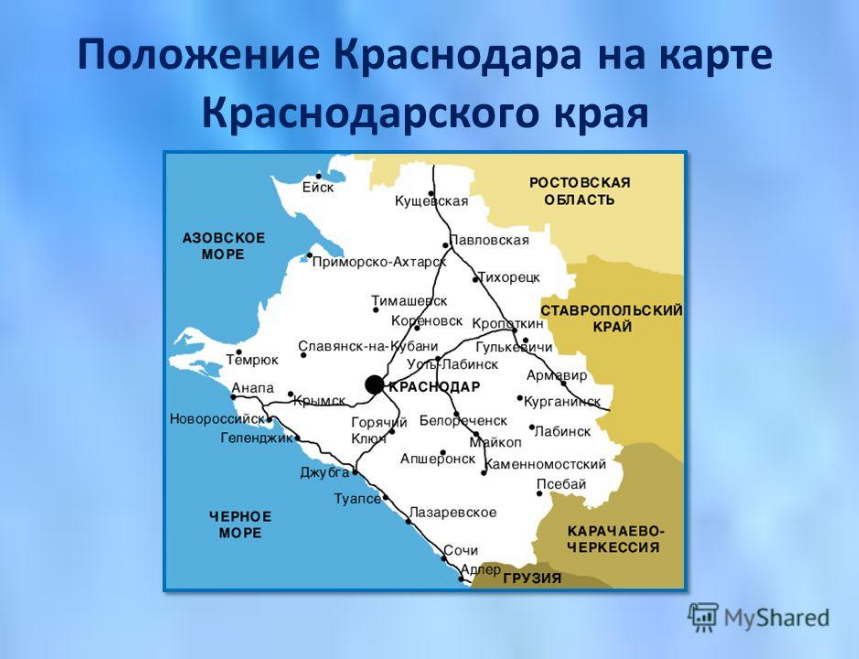 Положение Краснодара на карте
Краснодарского края
РОСТОВСКАЯ
ОБЛАСТЬ
Ейск
Кущевская
АЗОВСКОЕ
МОРЕ
Павловская
Приморско-Ахтарск
Тихорецк
Тимашевск
СТАВРОПОЛЬСКИЙ
КРАЙ
Кореновск
Кропоткин
Славянск-на-Кубани
Гулькевичи
Темрюк
Усть-Лабинск
Армавир
Анапа
КРАСНОДАР
Крымск
Курганинск
Новороссийск
Горячий
Ключ
Белореченск
Лабинск
Геленджик
Майкоп
Апшеронск
Каменномостский
Джубга
Псебай
Туапсе
Лазаревское
ЧЕРНОЕ
МОРЕ
КАРАЧАЕВО-
ЧЕРКЕССИЯ
Сочи
Адлер
ГРУЗИЯ
MyShared